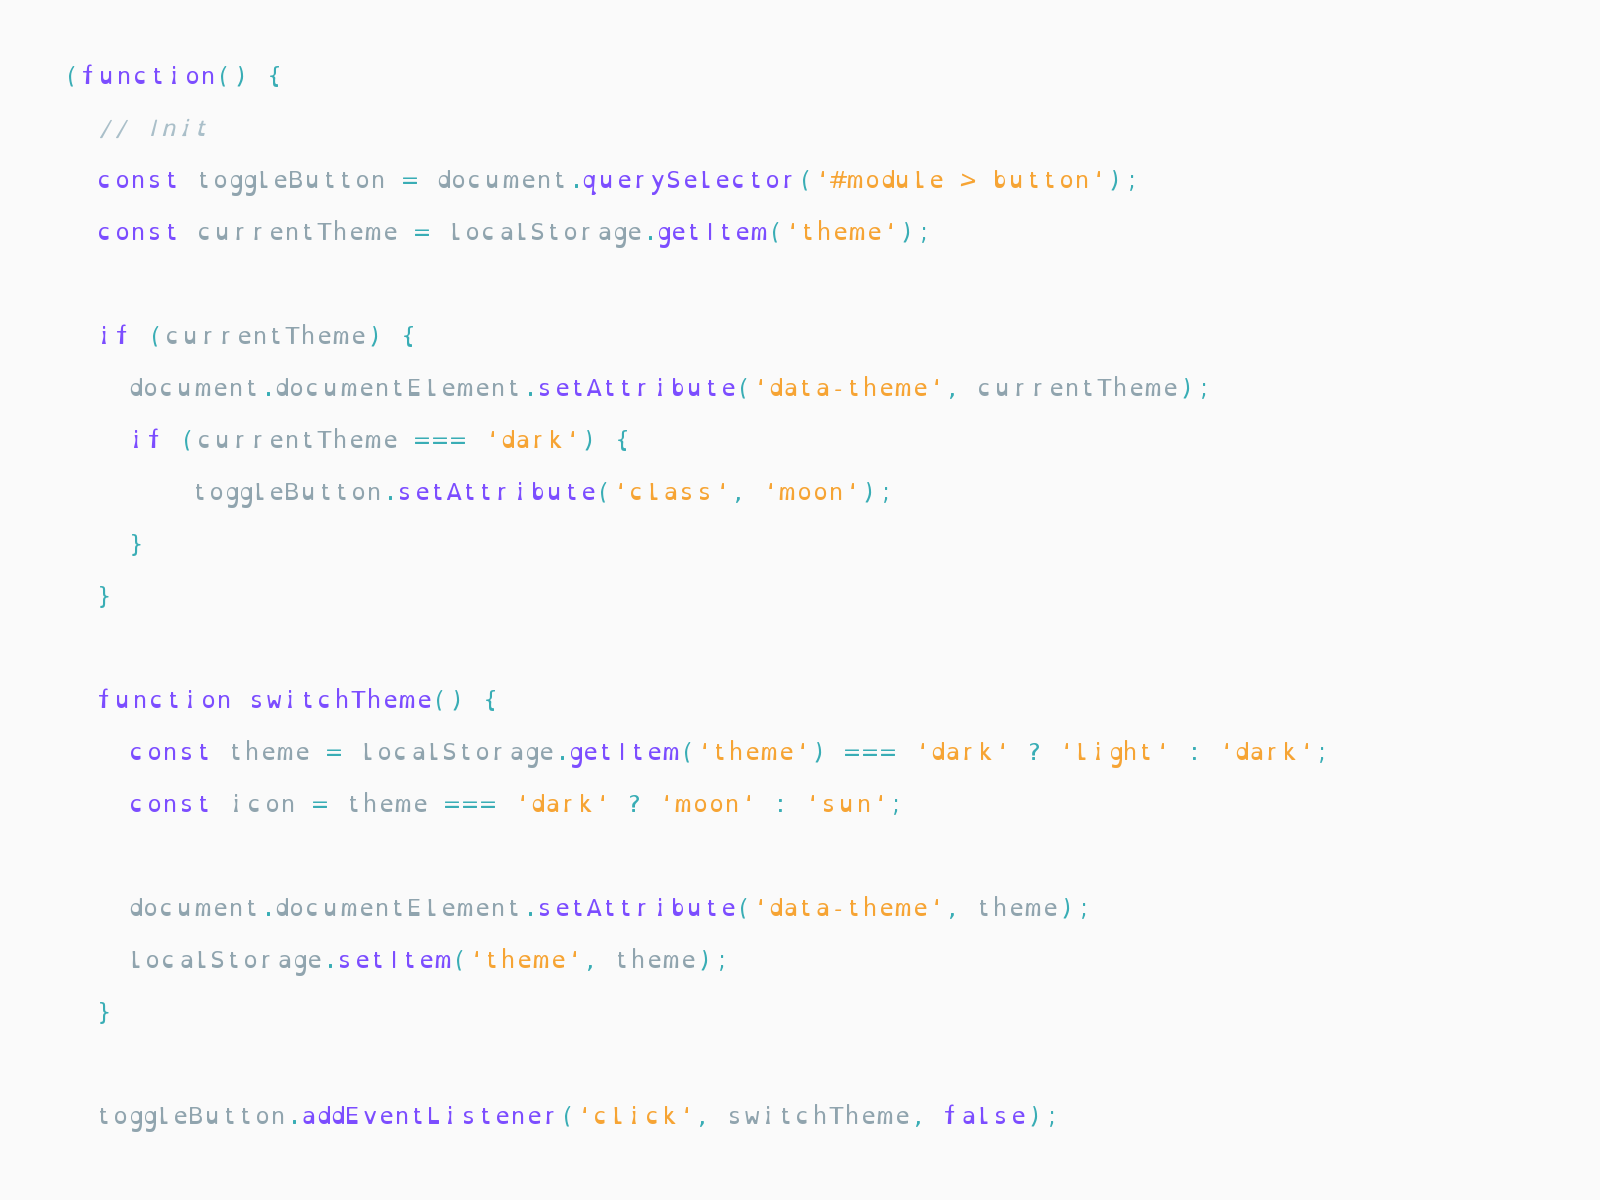 (function() {
  // Init
  const toggleButton = document.querySelector('#module > button');
  const currentTheme = localStorage.getItem('theme');

  if (currentTheme) {
    document.documentElement.setAttribute('data-theme', currentTheme);
    if (currentTheme === 'dark') {
        toggleButton.setAttribute('class', 'moon');
    }
  }

  function switchTheme() {
    const theme = localStorage.getItem('theme') === 'dark' ? 'light' : 'dark';
    const icon = theme === 'dark' ? 'moon' : 'sun';

    document.documentElement.setAttribute('data-theme', theme);
    localStorage.setItem('theme', theme);
  }

  toggleButton.addEventListener('click', switchTheme, false);